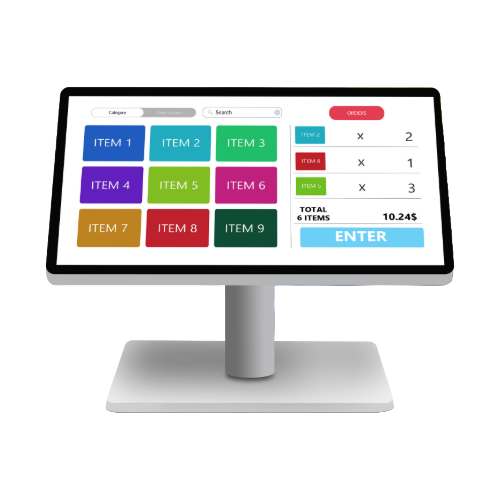 Category
Search
ORDERS
ITEM 1 ITEM 2 ITEM 3
ITEM 4 ITEM 5 ITEM 6
ITEM 7 ITEM 8 ITEM 9
ITEM 2 x 2
ITEM 8 x 1
ITEM 5 x 3
TOTAL
6 ITEMS 10.24$
ENTER